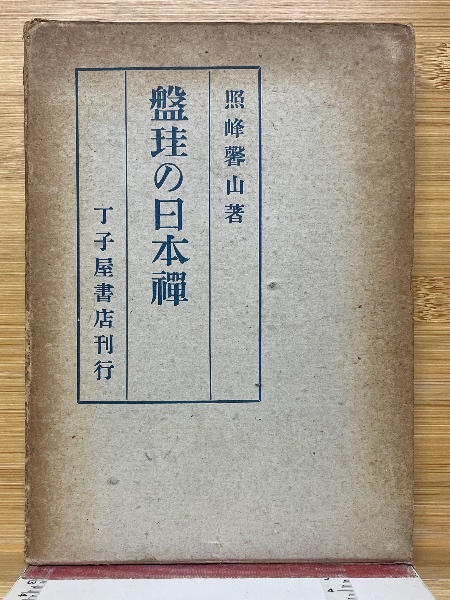 照峰馨山著
盤珪の日本禪
丁子屋書店刊行